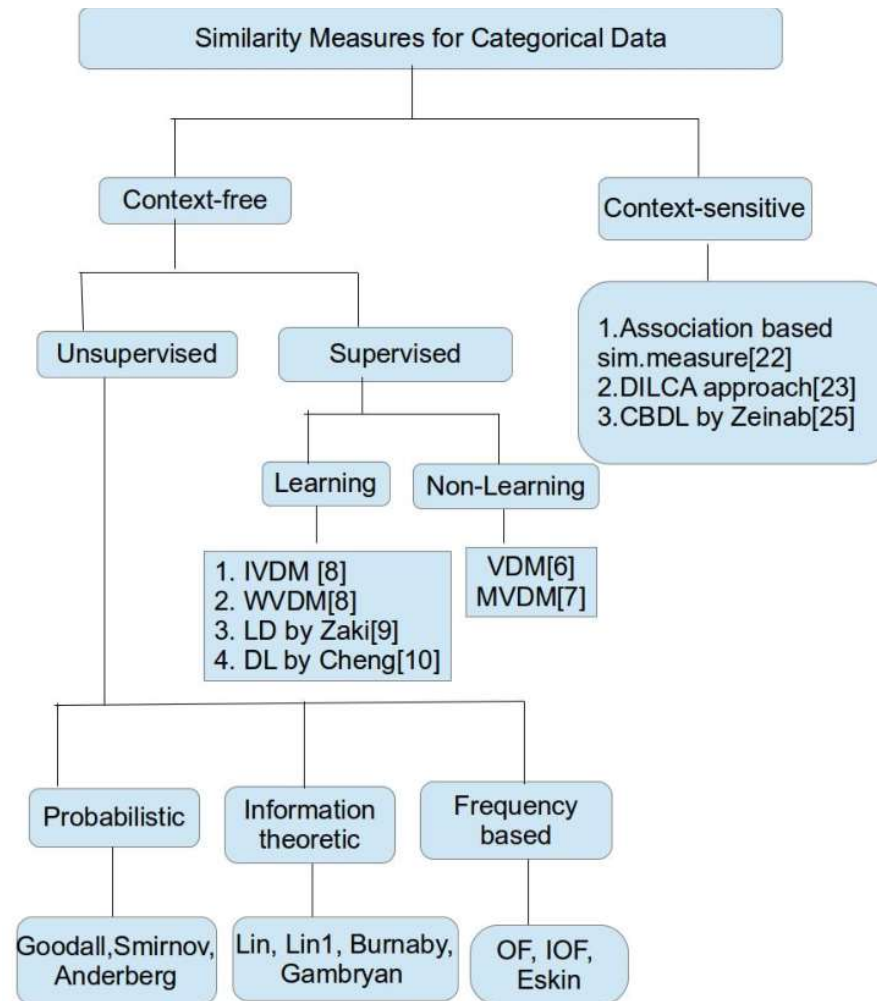 Similarity Measures for Categorical Data
Context-free
Context-sensitive
1.Association based
sim.measure[22]
2.DILCA approach[23]
3.CBDL by Zeinab[25]
Unsupervised
Supervised
Learning
Non-Learning
1. IVDM [8]
2. WVDM[8]
3. LD by Zaki[9]
4. DL by Cheng[10]
VDM[6]
MVDM[7]
Probabilistic
Information
theoretic
Frequency
based
Goodall,Smirnov,
Anderberg
Lin, Lin1, Burnaby,
Gambryan
OF, IOF,
Eskin